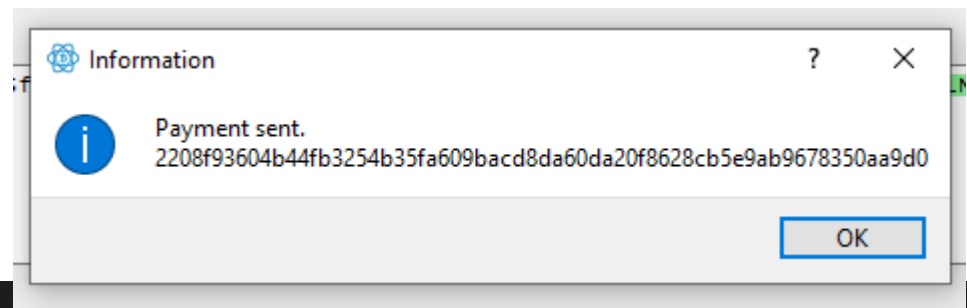 Information
Payment sent.
2208f93604b44fb3254b35fa609bacd8da60da20f8628cb5e9ab9678350aa9d0
OK